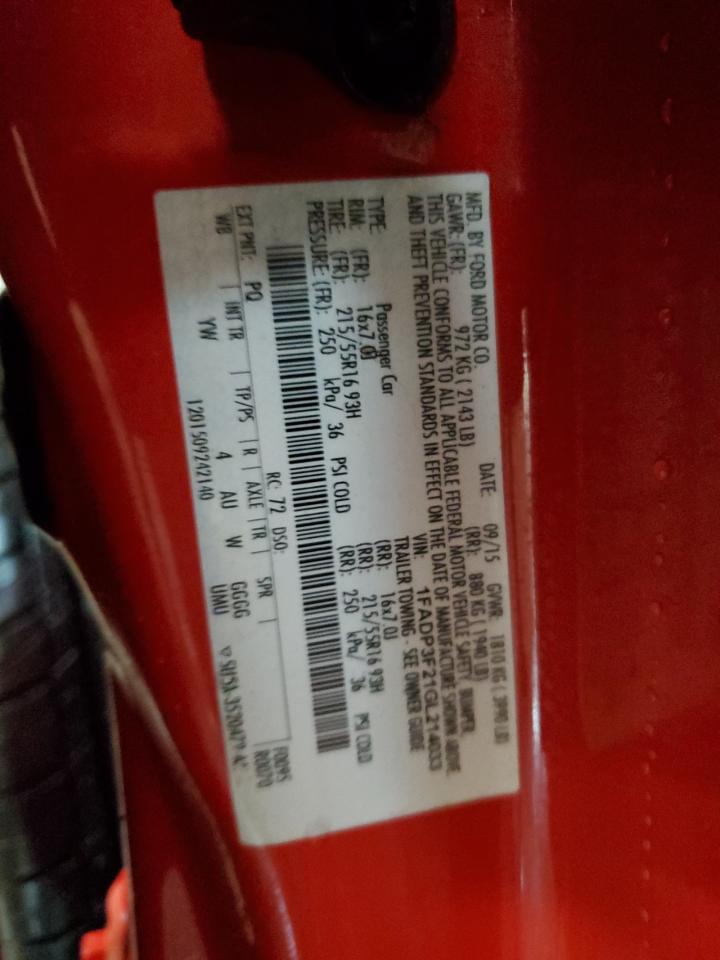 MFD. BY FORD MOTOR CO.
DATE: 09/15 GVWR: 1810 KG ( 3990 LB)
GAWR: (FR): 972 KG ( 2143 LB) (RR): 880 KG ( 1940 LB)
THIS VEHICLE CONFORMS TO ALL APPLICABLE FEDERAL MOTOR VEHICLE SAFETY, BUMPER,
AND THEFT PREVENTION STANDARDS IN EFFECT ON THE DATE OF MANUFACTURE SHOWN ABOVE.
VIN: 1FADP3F21GL214033
TYPE: Passenger Car TRAILER TOWING - SEE OWNER GUIDE
RIM: (FR): 16x7.0J (RR): 16x7.0J
TIRE: (FR): 215/55R16 93H (RR): 215/55R16 93H
PRESSURE: (FR): 250 kPa/ 36 PSI COLD (RR): 250 kPa/ 36 PSI COLD
RC: 72 DSO: F0095
EXT PNT: PQ R0070
WB | INT TR | TP/PS | R | AXLE | TR | SPR |
YW 4 AU W GGGG
1201509242140 UMU